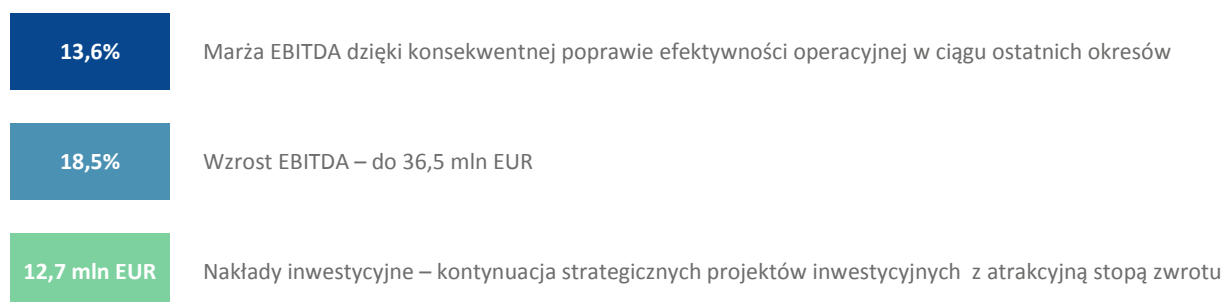 13,6% Marża EBITDA dzięki konsekwentnej poprawie efektywności operacyjnej w ciągu ostatnich okresów
18,5% Wzrost EBITDA – do 36,5 mln EUR
12,7 mln EUR Nakłady inwestycyjne – kontynuacja strategicznych projektów inwestycyjnych z atrakcyjną stopą zwrotu